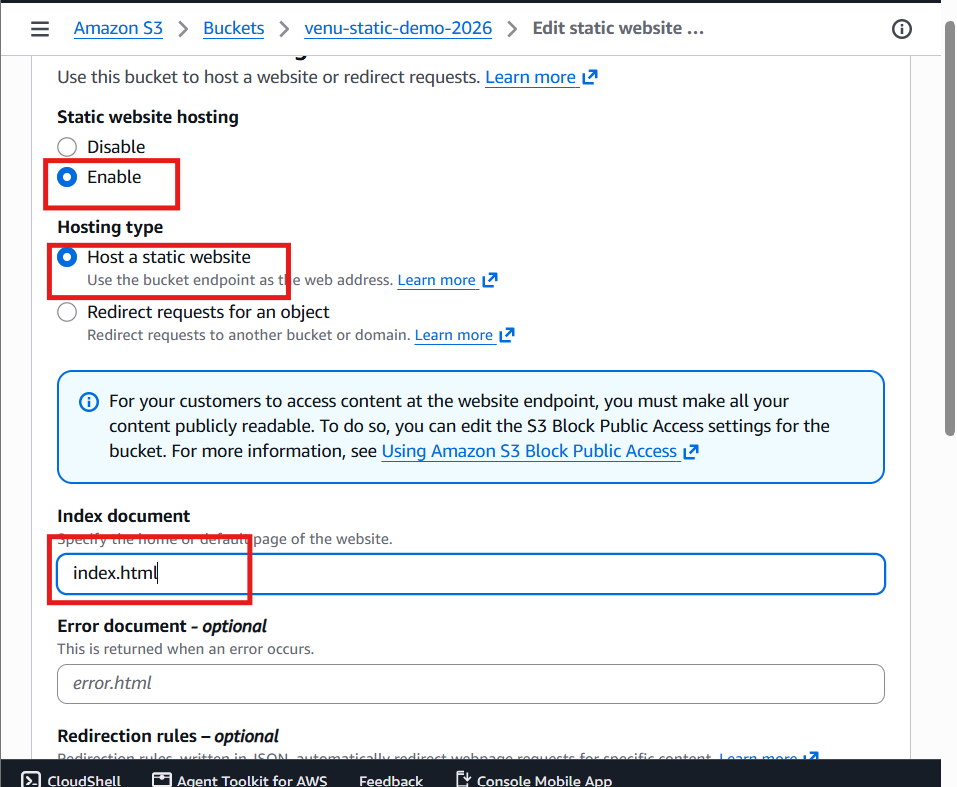 Amazon S3 > Buckets > venu-static-demo-2026 > Edit static website ...
Use this bucket to host a website or redirect requests. Learn more
Static website hosting
Disable
Enable
Hosting type
Host a static website
Use the bucket endpoint as the web address. Learn more
Redirect requests for an object
Redirect requests to another bucket or domain. Learn more
For your customers to access content at the website endpoint, you must make all your
content publicly readable. To do so, you can edit the S3 Block Public Access settings for the
bucket. For more information, see Using Amazon S3 Block Public Access
Index document
Specify the home or default page of the website.
index.html
Error document - optional
This is returned when an error occurs.
error.html
Redirection rules – optional
Redirection rules, written in JSON, automatically redirect webpage requests for specific content. Learn more
CloudShell Agent Toolkit for AWS Feedback Console Mobile App